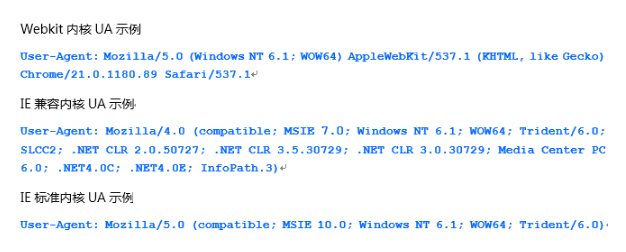 Webkit 内核 UA 示例
User-Agent: Mozilla/5.0 (Windows NT 6.1; WOW64) AppleWebKit/537.1 (KHTML, like Gecko)
Chrome/21.0.1180.89 Safari/537.1↵
IE 兼容内核 UA 示例
User-Agent: Mozilla/4.0 (compatible; MSIE 7.0; Windows NT 6.1; WOW64; Trident/6.0;
SLCC2; .NET CLR 2.0.50727; .NET CLR 3.5.30729; .NET CLR 3.0.30729; Media Center PC
6.0; .NET4.0C; .NET4.0E; InfoPath.3)↵
IE 标准内核 UA 示例
User-Agent: Mozilla/5.0 (compatible; MSIE 10.0; Windows NT 6.1; WOW64; Trident/6.0)